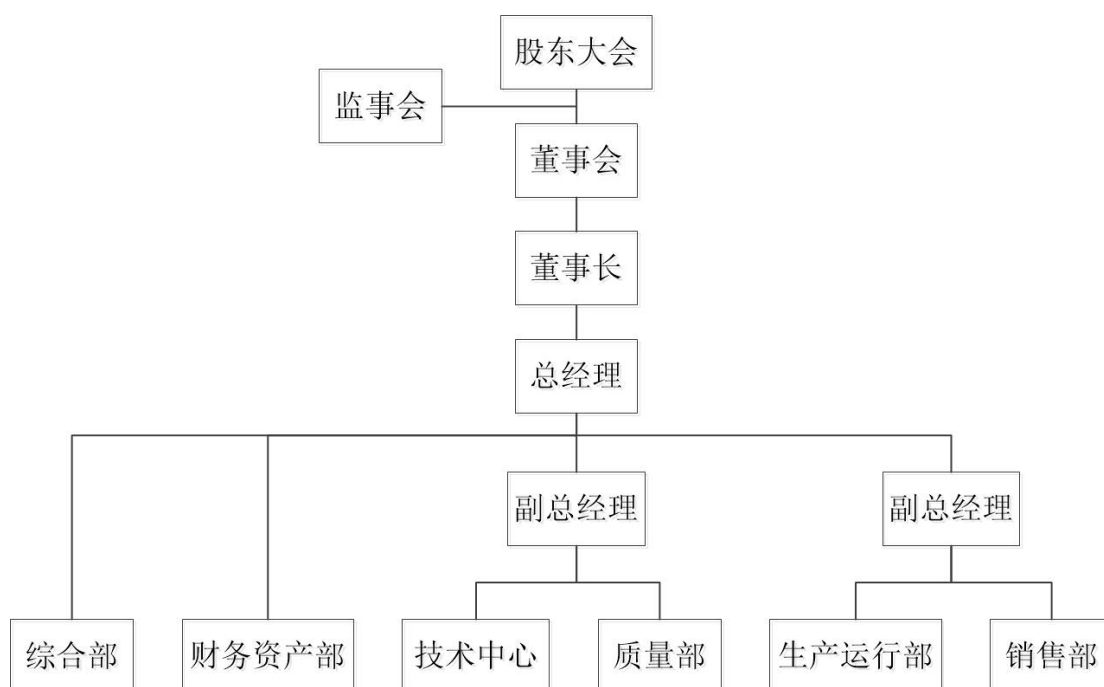 股东大会
监事会
董事会
董事长
总经理
副总经理
副总经理
综合部
财务资产部
技术中心
质量部
生产运行部
销售部